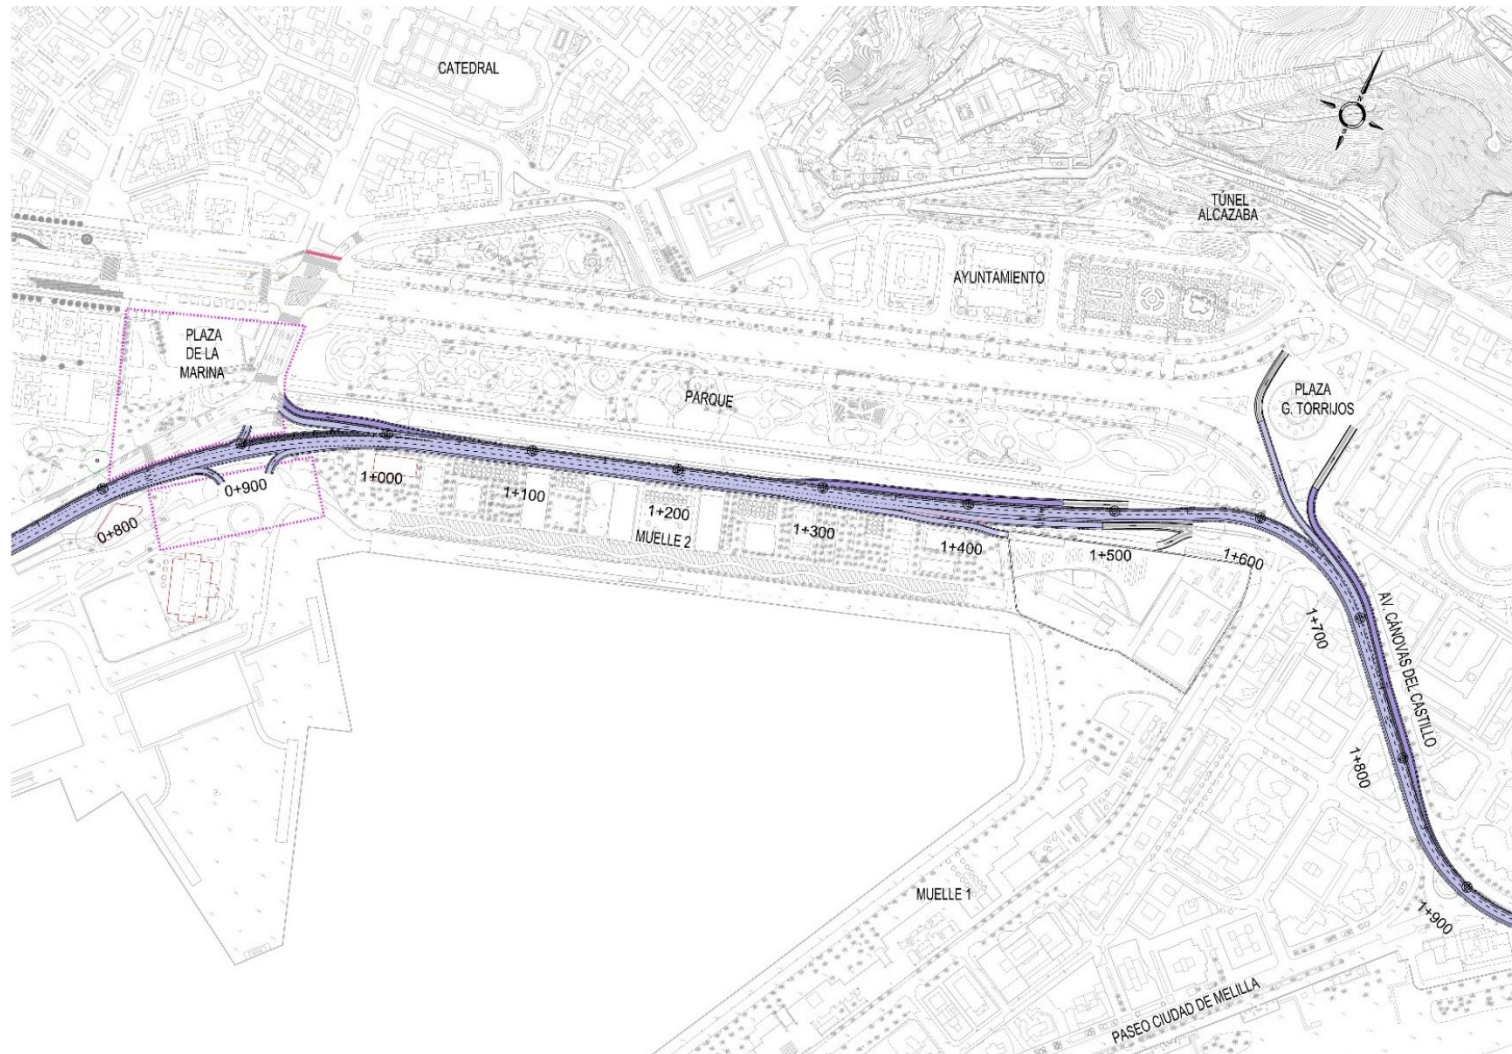 CATEDRAL
TÚNEL
ALCAZABA
AYUNTAMIENTO
PLAZA
DE LA
MARINA
PARQUE
PLAZA
G. TORRIJOS
0+800
0+900
1+000
1+100
1+200
MUELLE 2
1+300
1+400
1+500
1+600
1+700
AV. CÁNOVAS DEL CASTILLO
1+800
MUELLE 1
1+900
PASEO CIUDAD DE MELILLA